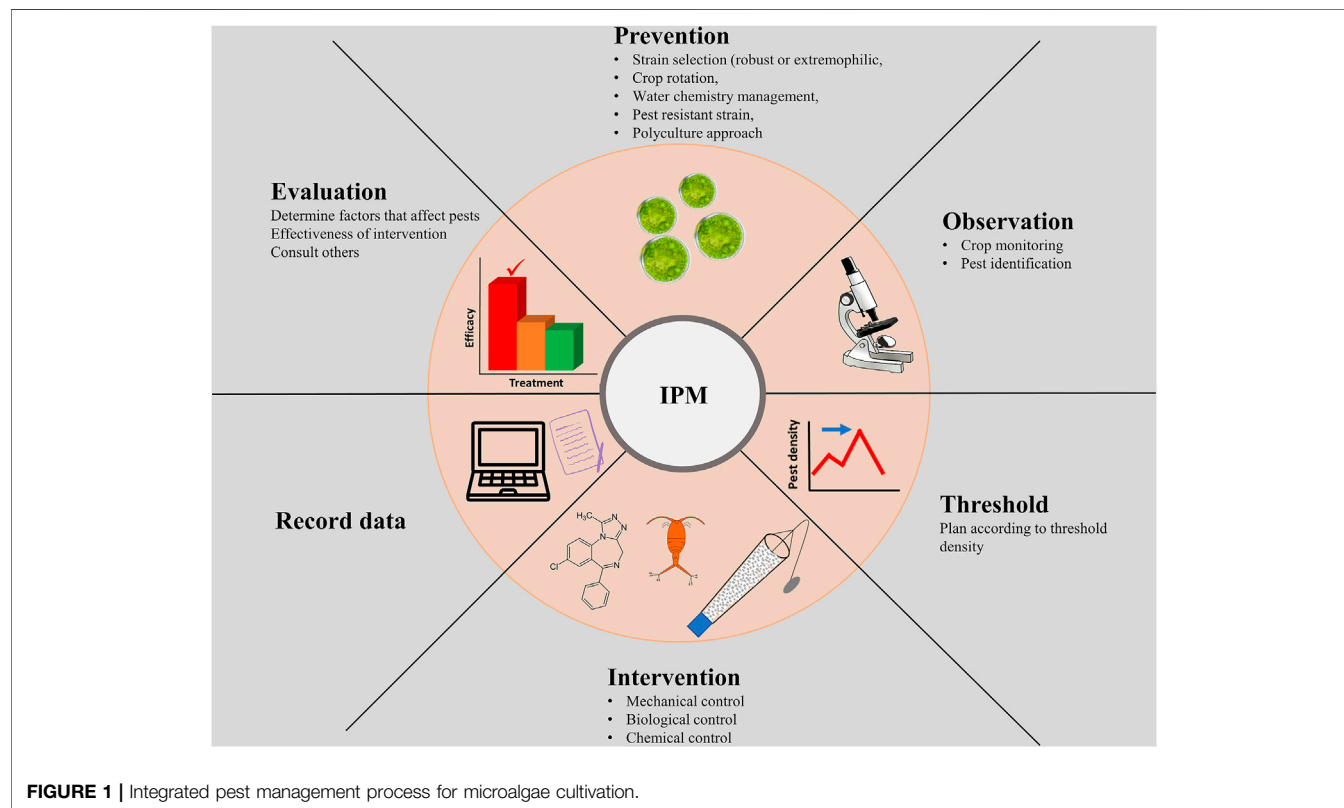 Prevention
• Strain selection (robust or extremophilic,
• Crop rotation,
• Water chemistry management,
• Pest resistant strain,
• Polyculture approach
Evaluation
Determine factors that affect pests
Effectiveness of intervention
Consult others
Observation
• Crop monitoring
• Pest identification
Efficacy
Treatment
IPM
Pest density
Threshold
Plan according to threshold
density
Record data
H₃C
N
N
N
N
Cl
Intervention
• Mechanical control
• Biological control
• Chemical control
FIGURE 1 | Integrated pest management process for microalgae cultivation.